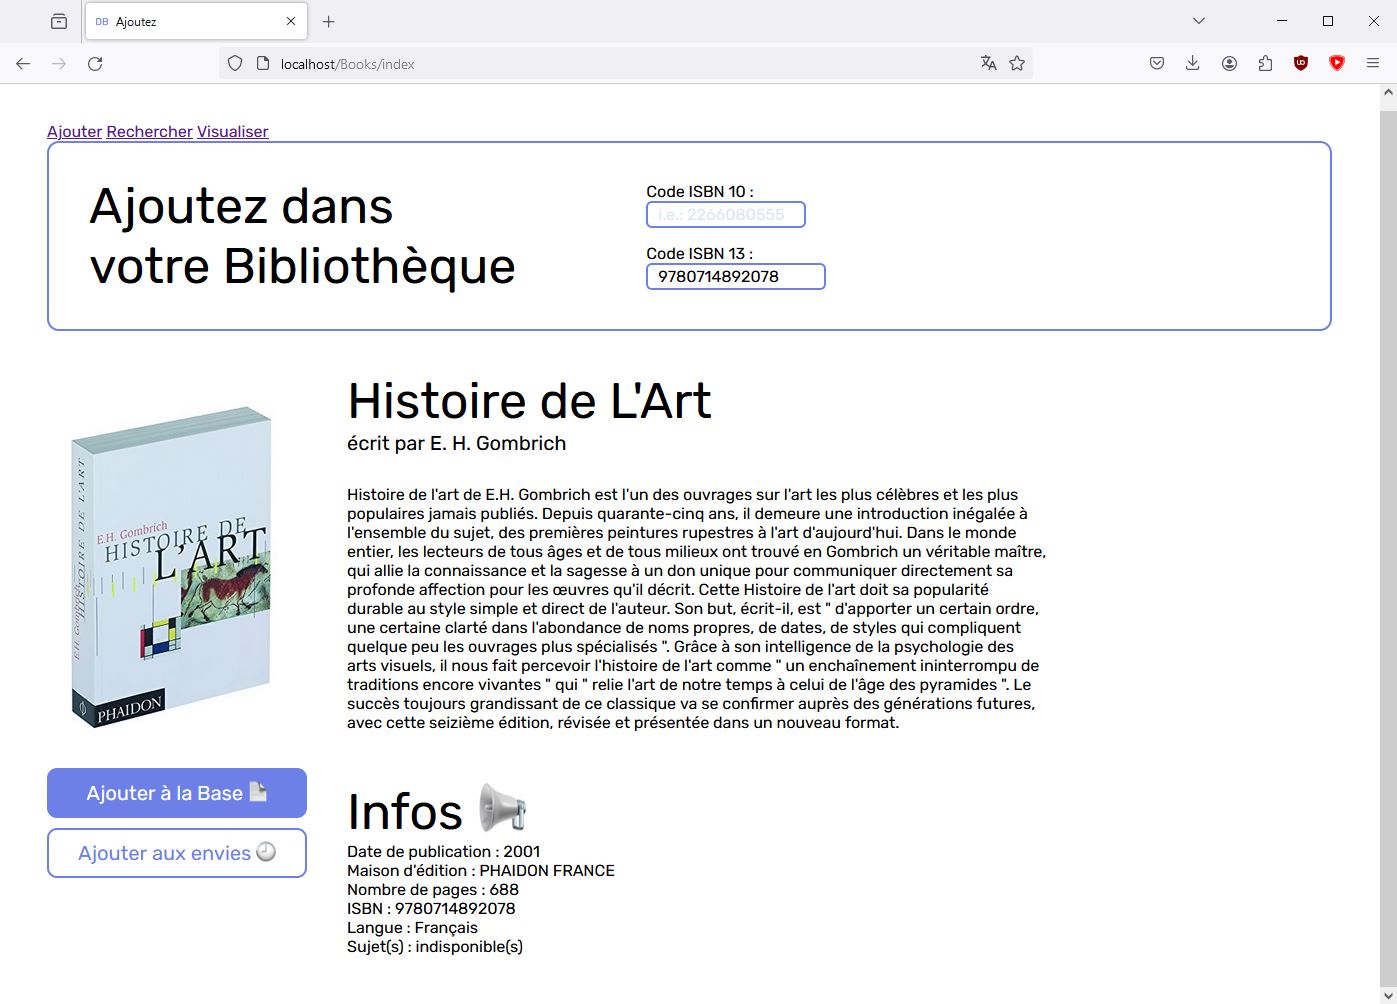 DB Ajoutez
localhost/Books/index
Ajouter Rechercher Visualiser
Ajoutez dans
votre Bibliothèque
Code ISBN 10 :
i.e.: 2266080555
Code ISBN 13 :
9780714892078
Histoire de L'Art
écrit par E. H. Gombrich
Histoire de l'art de E.H. Gombrich est l'un des ouvrages sur l'art les plus célèbres et les plus
populaires jamais publiés. Depuis quarante-cinq ans, il demeure une introduction inégalée à
l'ensemble du sujet, des premières peintures rupestres à l'art d'aujourd'hui. Dans le monde
entier, les lecteurs de tous âges et de tous milieux ont trouvé en Gombrich un véritable maître,
qui allie la connaissance et la sagesse à un don unique pour communiquer directement sa
profonde affection pour les œuvres qu'il décrit. Cette Histoire de l'art doit sa popularité
durable au style simple et direct de l'auteur. Son but, écrit-il, est " d'apporter un certain ordre,
une certaine clarté dans l'abondance de noms propres, de dates, de styles qui compliquent
quelque peu les ouvrages plus spécialisés ". Grâce à son intelligence de la psychologie des
arts visuels, il nous fait percevoir l'histoire de l'art comme " un enchaînement ininterrompu de
traditions encore vivantes " qui " relie l'art de notre temps à celui de l'âge des pyramides ". Le
succès toujours grandissant de ce classique va se confirmer auprès des générations futures,
avec cette seizième édition, révisée et présentée dans un nouveau format.
E.H. Gombrich
HISTOIRE DE
L'ART
E.H. Gombrich HISTOIRE DE L'ART
PHAIDON
Ajouter à la Base
Ajouter aux envies
Infos
Date de publication : 2001
Maison d'édition : PHAIDON FRANCE
Nombre de pages : 688
ISBN : 9780714892078
Langue : Français
Sujet(s) : indisponible(s)